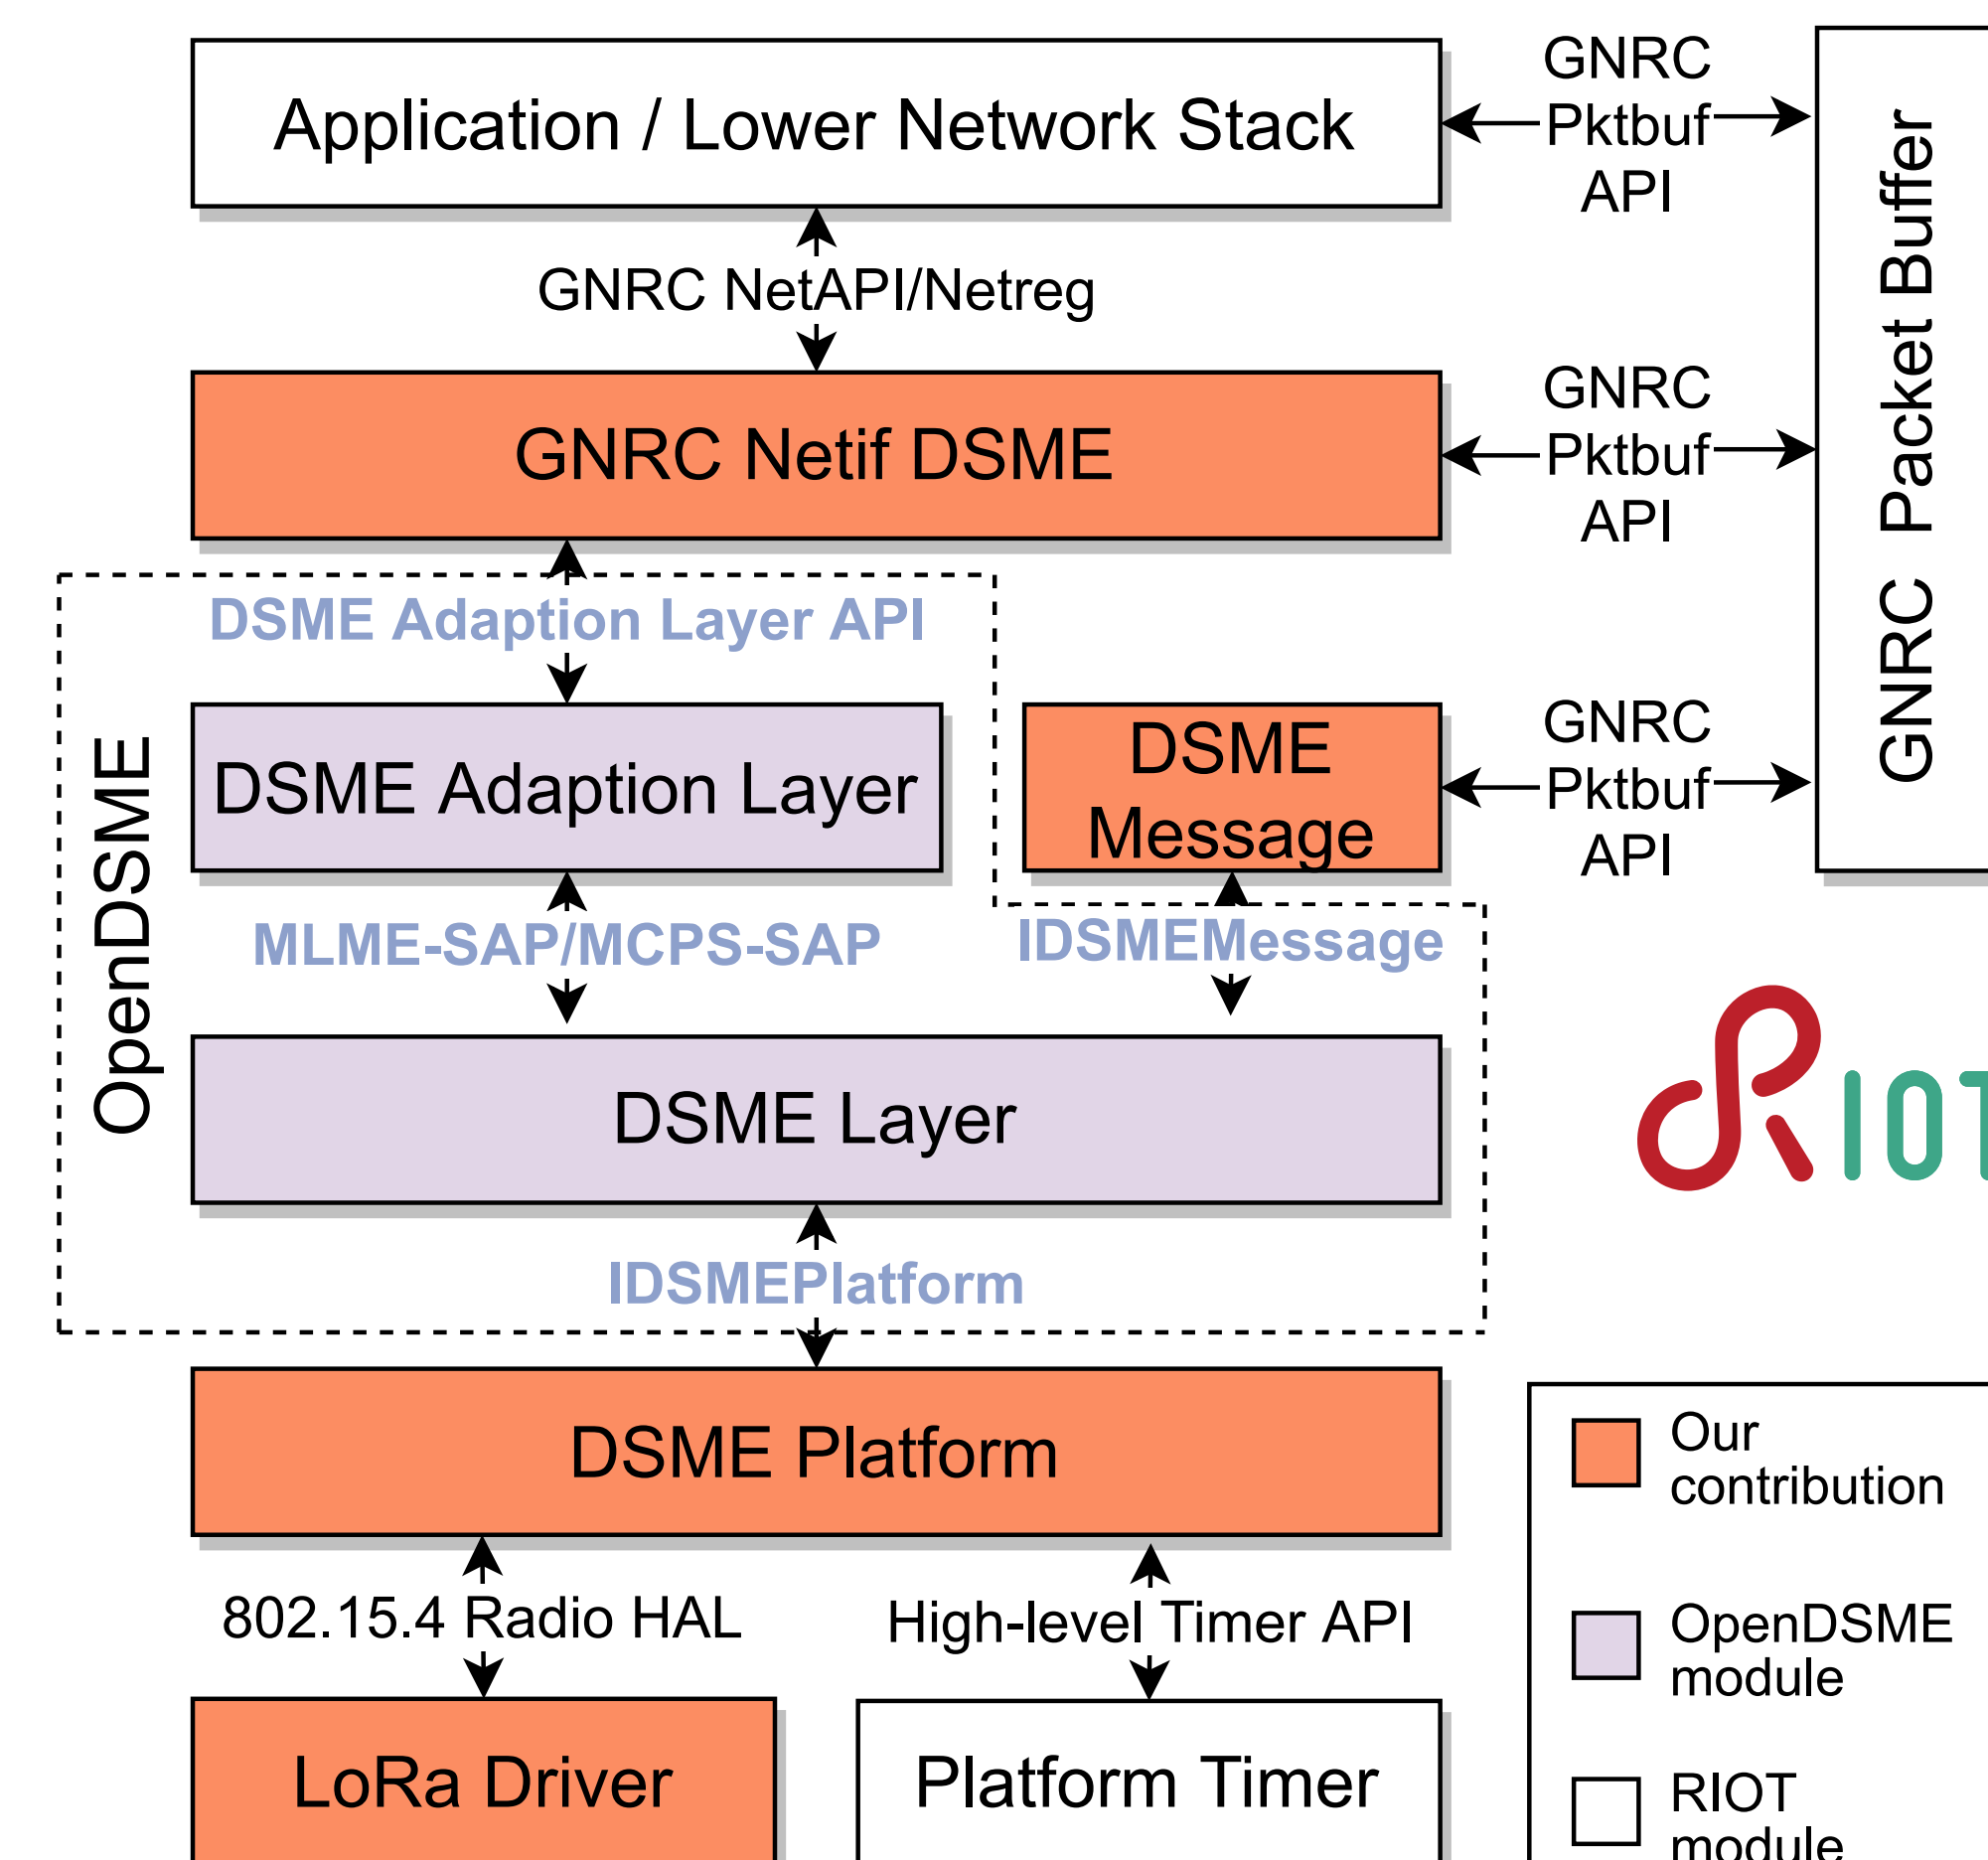 Application / Lower Network Stack
GNRC
Pktbuf
API
GNRC Packet Buffer
GNRC NetAPI/Netreg
GNRC Netif DSME
GNRC
Pktbuf
API
OpenDSME
DSME Adaption Layer API
DSME Adaption Layer
DSME
Message
GNRC
Pktbuf
API
MLME-SAP/MCPS-SAP
IDSMEMessage
DSME Layer
RIOT
IDSMEPlatform
DSME Platform
802.15.4 Radio HAL
High-level Timer API
LoRa Driver
Platform Timer
Our
contribution
OpenDSME
module
RIOT
module